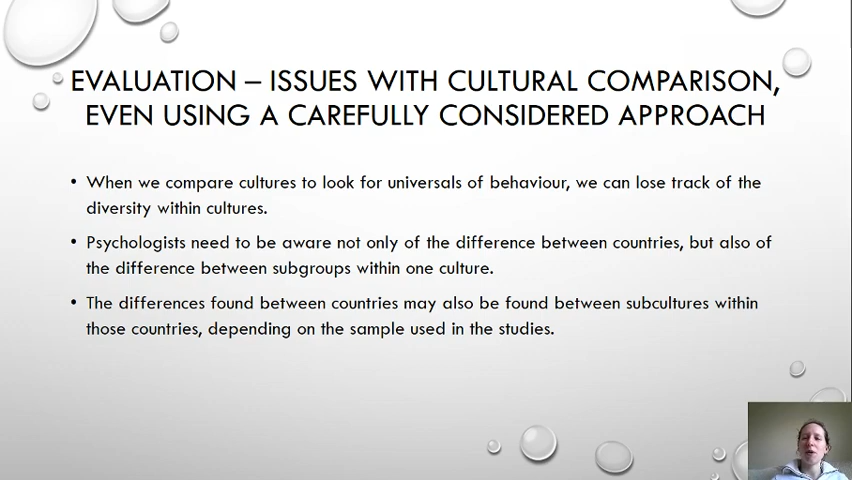 EVALUATION – ISSUES WITH CULTURAL COMPARISON,
EVEN USING A CAREFULLY CONSIDERED APPROACH
• When we compare cultures to look for universals of behaviour, we can lose track of the
diversity within cultures.
• Psychologists need to be aware not only of the difference between countries, but also of
the difference between subgroups within one culture.
• The differences found between countries may also be found between subcultures within
those countries, depending on the sample used in the studies.